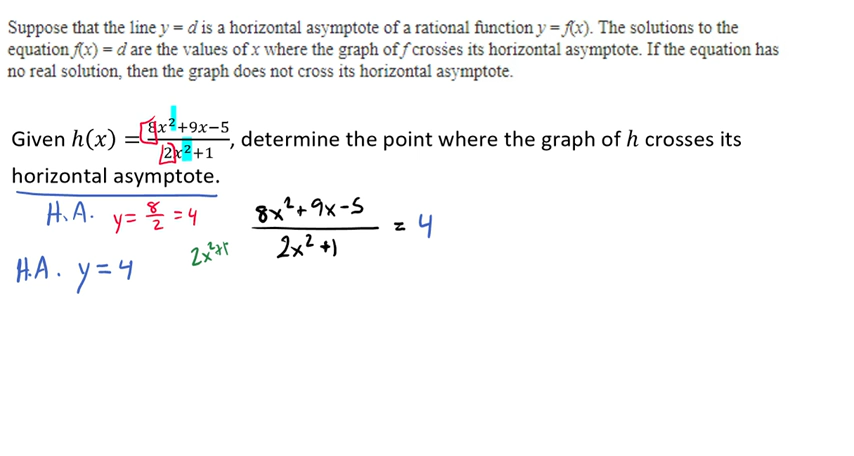 Suppose that the line y = d is a horizontal asymptote of a rational function y = f(x). The solutions to the
equation f(x) = d are the values of x where the graph of f crosses its horizontal asymptote. If the equation has
no real solution, then the graph does not cross its horizontal asymptote.
Given h(x) = (8x²+9x−5)/(2x²+1), determine the point where the graph of h crosses its
horizontal asymptote.
H.A. y = 8/2 = 4
(8x²+9x-5)/(2x²+1) = 4
2x²+1
H.A. y = 4